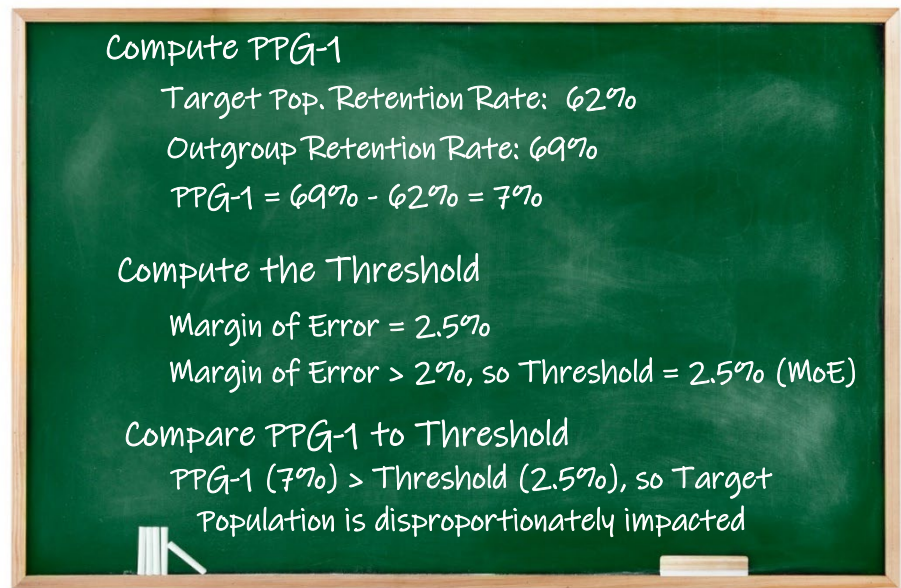 Compute PPG-1
Target Pop. Retention Rate: 62%
Outgroup Retention Rate: 69%
PPG-1 = 69% - 62% = 7%
Compute the Threshold
Margin of Error = 2.5%
Margin of Error > 2%, so Threshold = 2.5% (MoE)
Compare PPG-1 to Threshold
PPG-1 (7%) > Threshold (2.5%), so Target
Population is disproportionately impacted